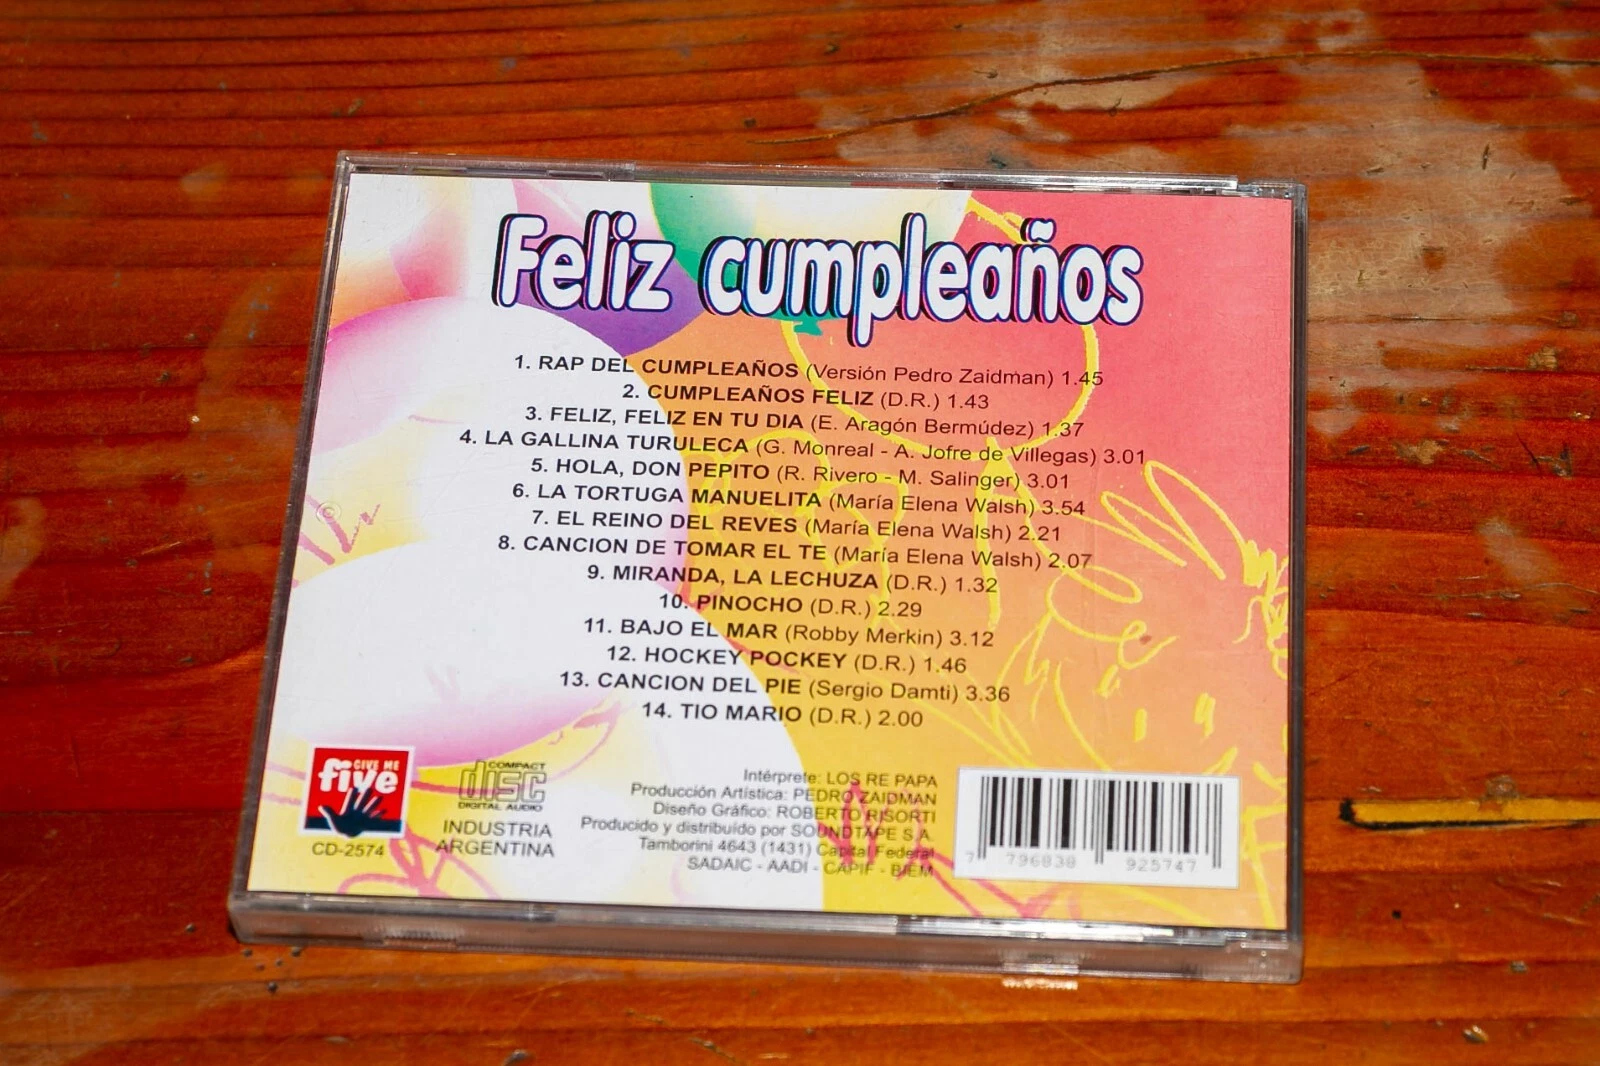 Feliz cumpleaños
1. RAP DEL CUMPLEAÑOS (Versión Pedro Zaidman) 1.45
2. CUMPLEAÑOS FELIZ (D.R.) 1.43
3. FELIZ, FELIZ EN TU DIA (E. Aragón Bermúdez) 1.37
4. LA GALLINA TURULECA (G. Monreal - A. Jofre de Villegas) 3.01
5. HOLA, DON PEPITO (R. Rivero - M. Salinger) 3.01
6. LA TORTUGA MANUELITA (María Elena Walsh) 3.54
7. EL REINO DEL REVES (María Elena Walsh) 2.21
8. CANCION DE TOMAR EL TE (María Elena Walsh) 2.07
9. MIRANDA, LA LECHUZA (D.R.) 1.32
10. PINOCHO (D.R.) 2.29
11. BAJO EL MAR (Robby Merkin) 3.12
12. HOCKEY POCKEY (D.R.) 1.46
13. CANCION DEL PIE (Sergio Damti) 3.36
14. TIO MARIO (D.R.) 2.00
GIVE ME
five
CD-2574
COMPACT
disc
DIGITAL AUDIO
INDUSTRIA
ARGENTINA
Intérprete: LOS RE PAPA
Producción Artística: PEDRO ZAIDMAN
Diseño Gráfico: ROBERTO RISORTI
Producido y distribuído por SOUNDTAPE S.A.
Tamborini 4643 (1431) Capital Federal
SADAIC - AADI - CAPIF - BIEM
7 796838 925747